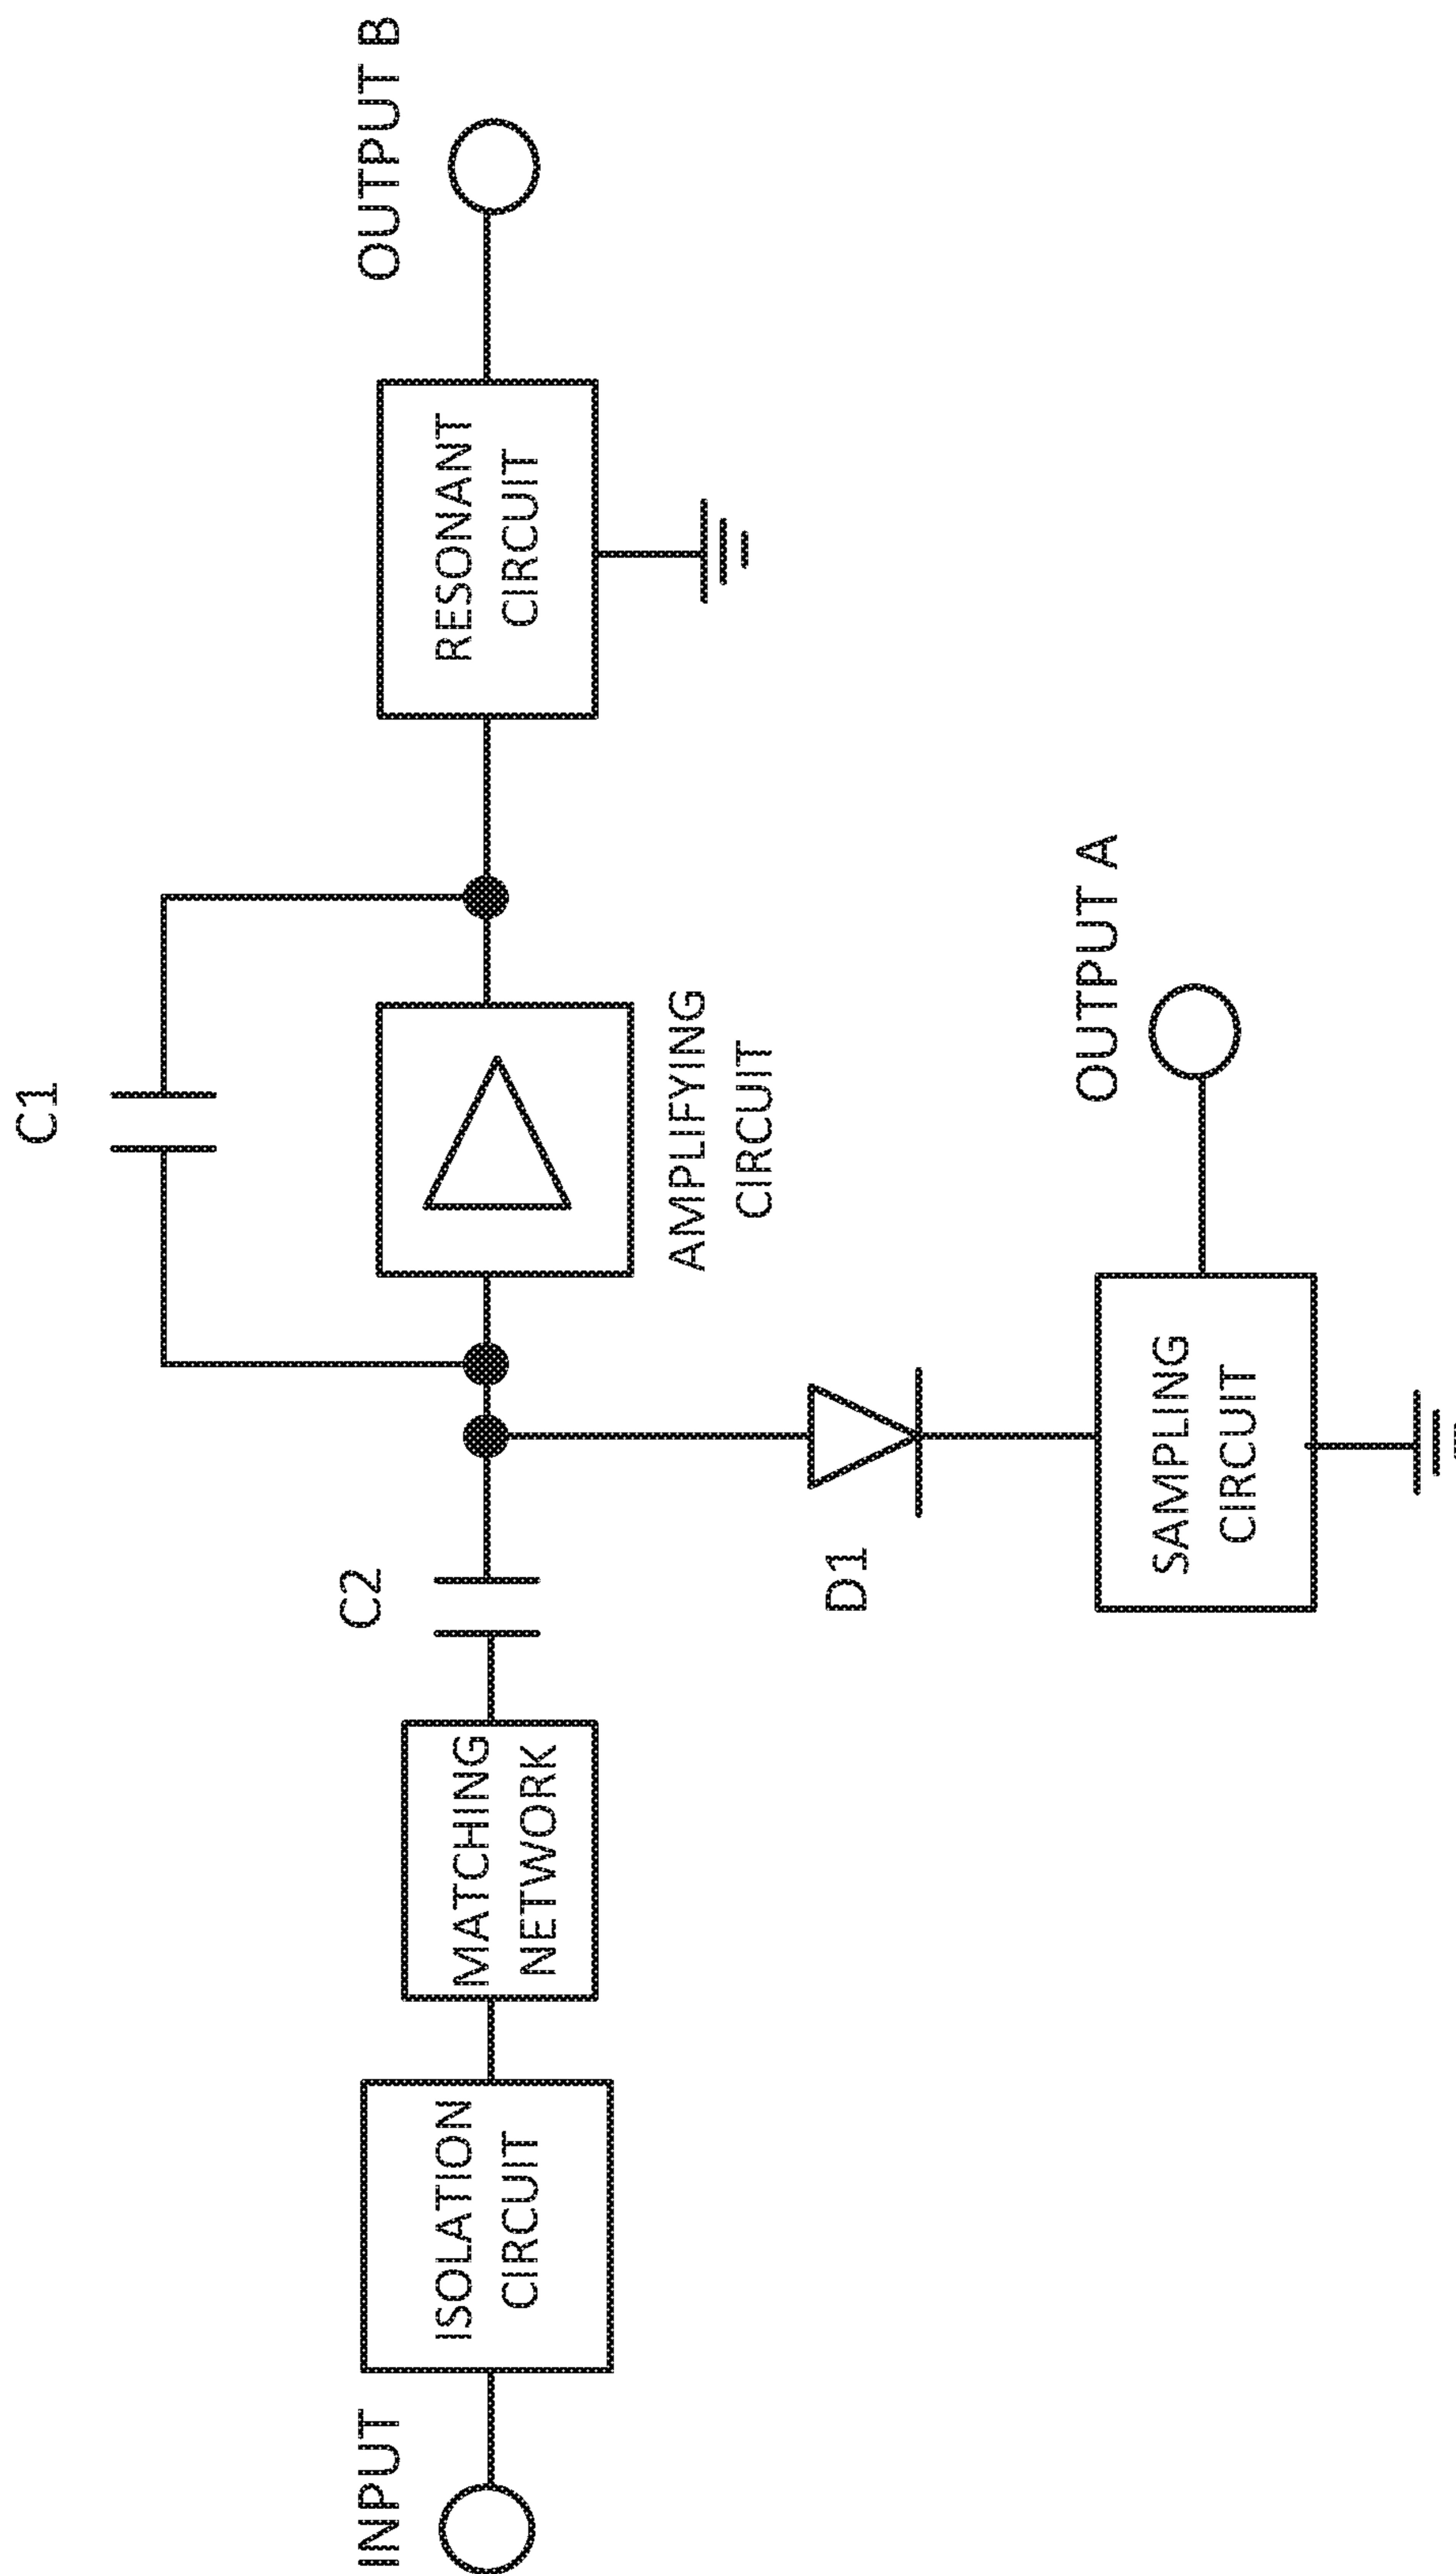 C1
INPUT
ISOLATION
CIRCUIT
MATCHING
NETWORK
C2
AMPLIFYING
CIRCUIT
RESONANT
CIRCUIT
OUTPUT B
D1
SAMPLING
CIRCUIT
OUTPUT A